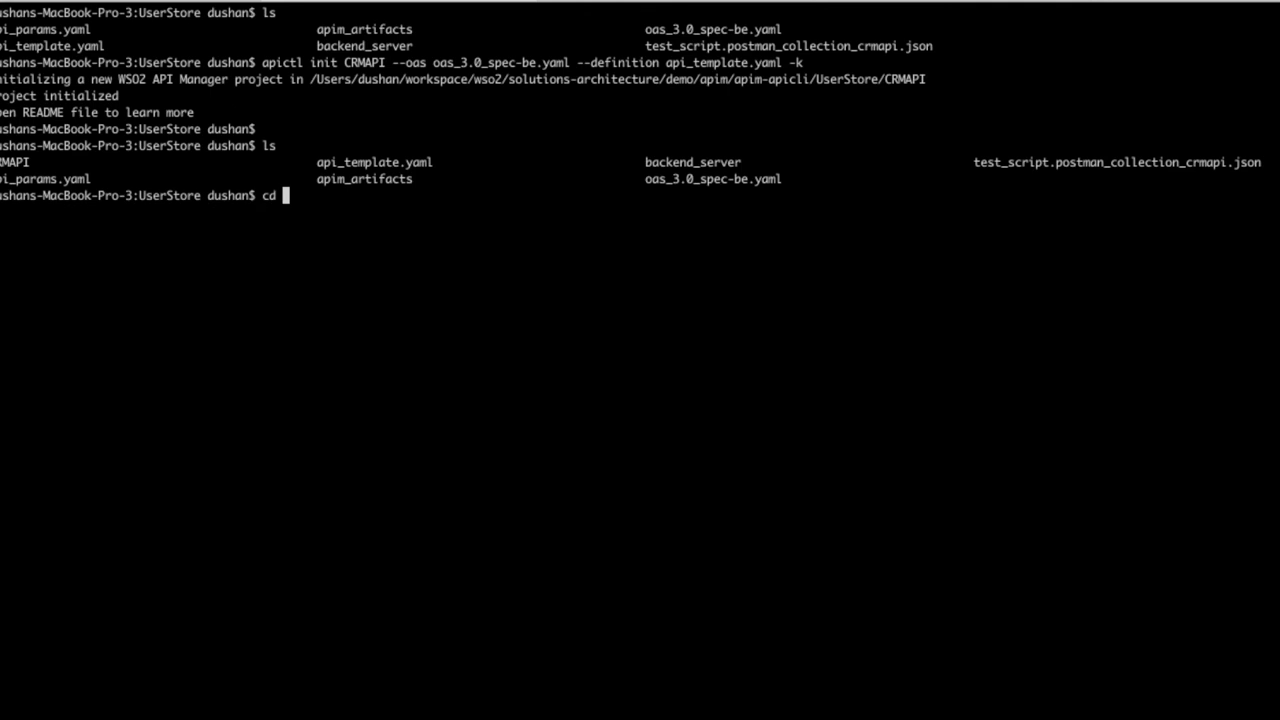 ushans-MacBook-Pro-3:UserStore dushan$ ls
pi_params.yaml apim_artifacts oas_3.0_spec-be.yaml
pi_template.yaml backend_server test_script.postman_collection_crmapi.json
ushans-MacBook-Pro-3:UserStore dushan$ apictl init CRMAPI --oas oas_3.0_spec-be.yaml --definition api_template.yaml -k
nitializing a new WSO2 API Manager project in /Users/dushan/workspace/wso2/solutions-architecture/demo/apim/apim-apicli/UserStore/CRMAPI
roject initialized
pen README file to learn more
ushans-MacBook-Pro-3:UserStore dushan$
ushans-MacBook-Pro-3:UserStore dushan$ ls
RMAPI api_template.yaml backend_server test_script.postman_collection_crmapi.json
pi_params.yaml apim_artifacts oas_3.0_spec-be.yaml
ushans-MacBook-Pro-3:UserStore dushan$ cd